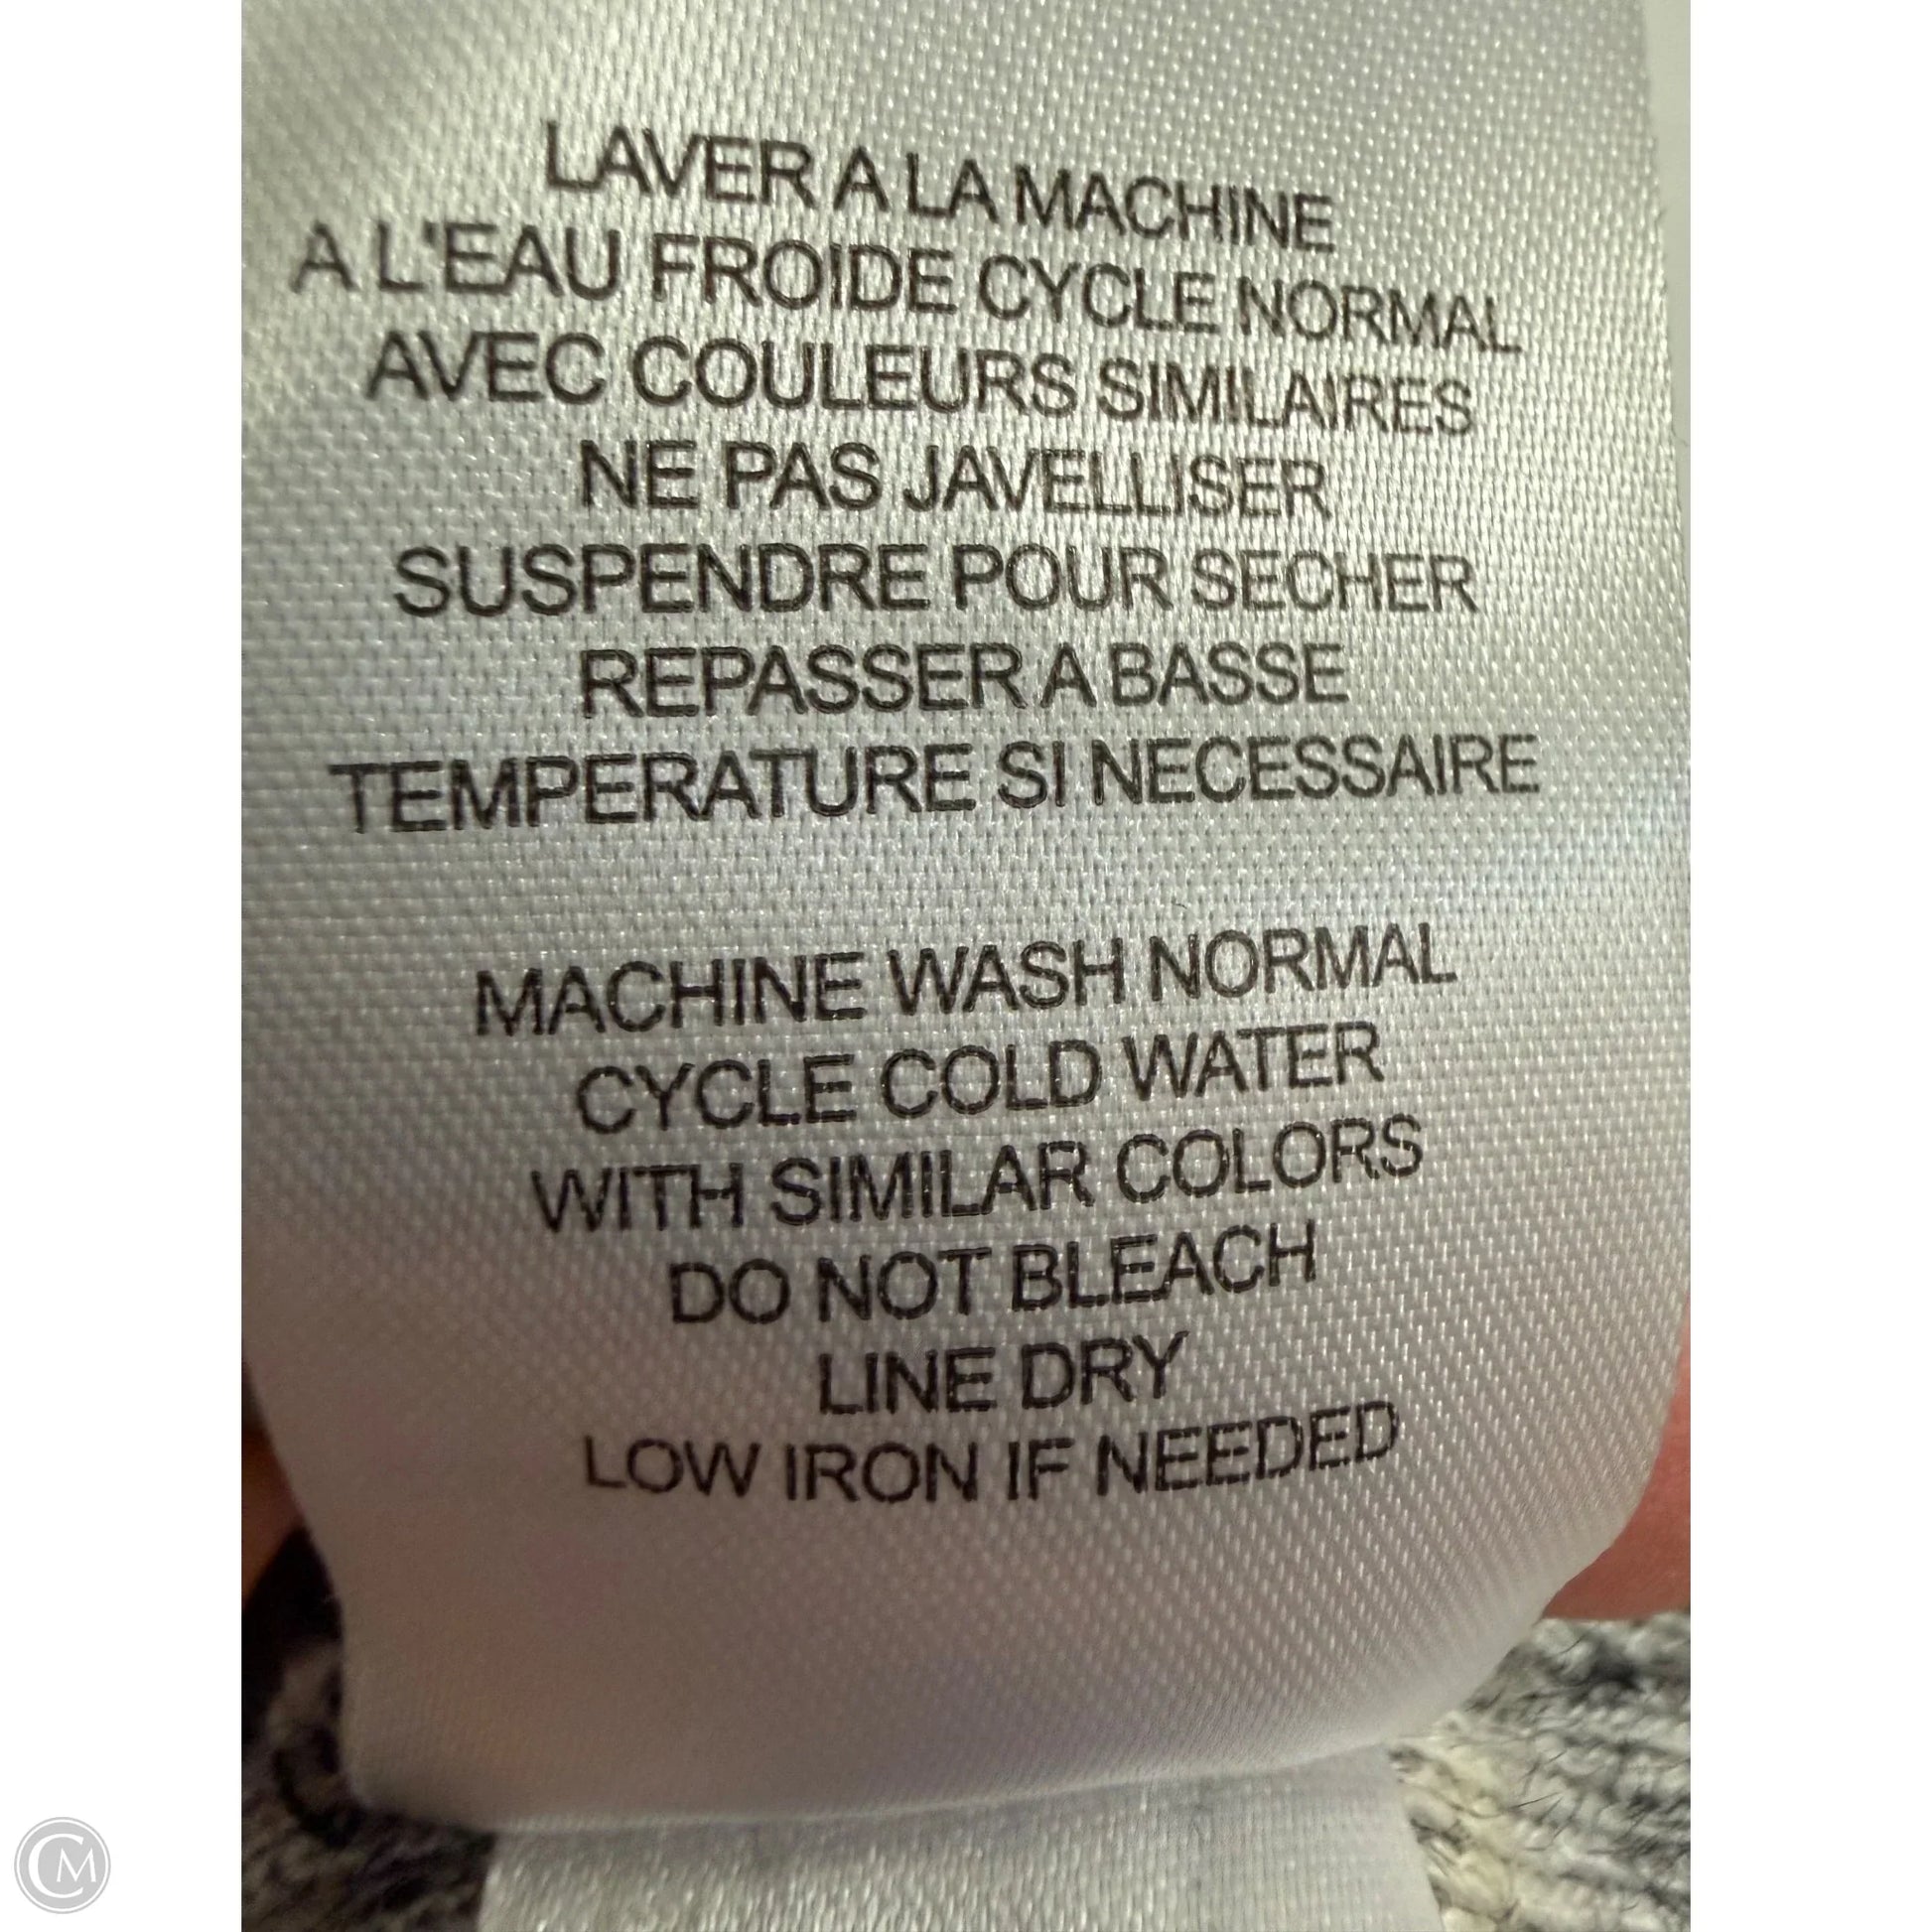 LAVER A LA MACHINE
A L'EAU FROIDE CYCLE NORMAL
AVEC COULEURS SIMILAIRES
NE PAS JAVELLISER
SUSPENDRE POUR SECHER
REPASSER A BASSE
TEMPERATURE SI NECESSAIRE
MACHINE WASH NORMAL
CYCLE COLD WATER
WITH SIMILAR COLORS
DO NOT BLEACH
LINE DRY
LOW IRON IF NEEDED
CM